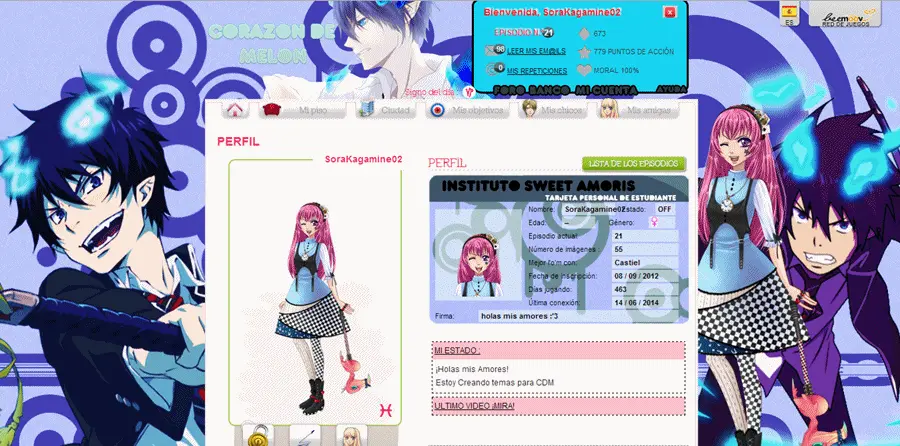 CORAZON DE
MELON
Bienvenida, SoraKagamine02
x
EPISODIO N. 21
673
98 LEER MIS EM@ILS
779 PUNTOS DE ACCIÓN
0 MIS REPETICIONES
MORAL 100%
ES
Beemoov
RED DE JUEGOS
Signo del día :
FORO BANCO MI CUENTA
AYUDA
Mi piso
Ciudad
Mis objetivos
Mis chicos
Mis amigas
PERFIL
SoraKagamine02
PERFIL
LISTA DE LOS EPISODIOS
INSTITUTO SWEET AMORIS
TARJETA PERSONAL DE ESTUDIANTE
Nombre: SoraKagamine02 Estado: OFF
Edad: Género:
Episodio actual: 21
Número de imágenes : 55
Mejor l'o'm con: Castiel
Fecha de inscripción: 08 / 09 / 2012
Días jugando: 463
Última conexión: 14 / 06 / 2014
Firma: holas mis amores :'3
MI ESTADO :
¡Holas mis Amores!
Estoy Creando temas para CDM
ULTIMO VIDEO ¡MIRA!